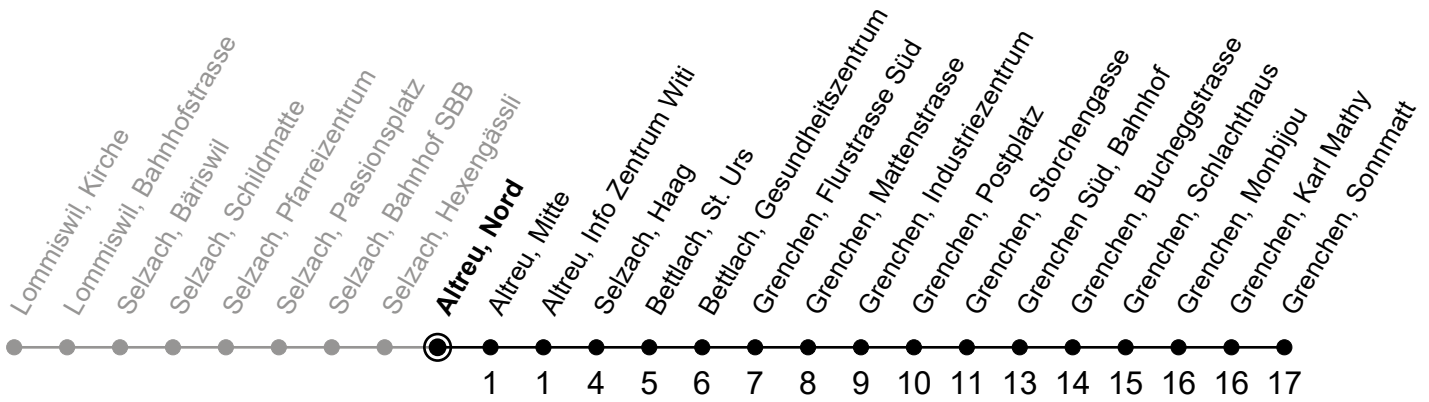 Lommiswil, Kirche
Lommiswil, Bahnhofstrasse
Selzach, Bäriswil
Selzach, Schildmatte
Selzach, Pfarreizentrum
Selzach, Passionsplatz
Selzach, Bahnhof SBB
Selzach, Hexengässli
Altreu, Nord
Altreu, Mitte
Altreu, Info Zentrum Witi
Selzach, Haag
Bettlach, St. Urs
Bettlach, Gesundheitszentrum
Grenchen, Flurstrasse Süd
Grenchen, Mattenstrasse
Grenchen, Industriezentrum
Grenchen, Postplatz
Grenchen, Storchengasse
Grenchen Süd, Bahnhof
Grenchen, Bucheggstrasse
Grenchen, Schlachthaus
Grenchen, Monbijou
Grenchen, Karl Mathy
Grenchen, Sonnmatt
1 1 4 5 6 7 8 9 10 11 13 14 15 16 16 17